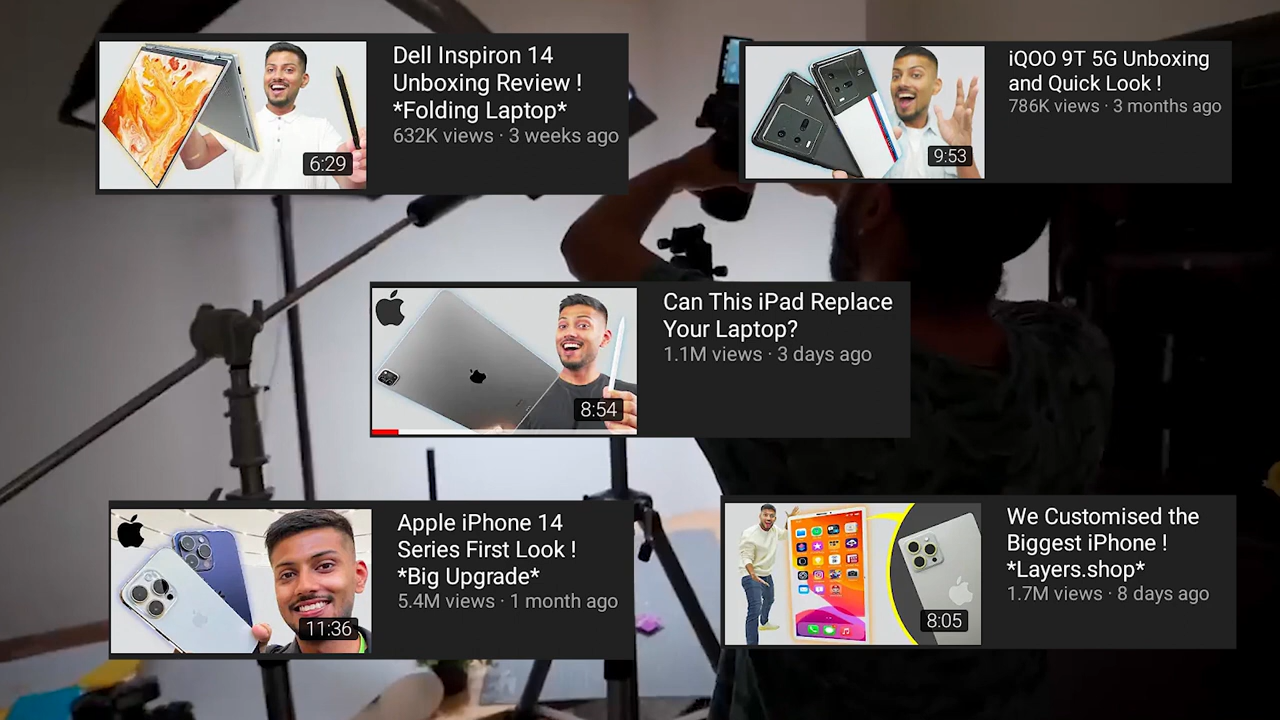 Dell Inspiron 14
Unboxing Review !
*Folding Laptop*
632K views · 3 weeks ago
6:29
iQOO 9T 5G Unboxing
and Quick Look !
786K views · 3 months ago
9:53
Can This iPad Replace
Your Laptop?
1.1M views · 3 days ago
8:54
Apple iPhone 14
Series First Look !
*Big Upgrade*
5.4M views · 1 month ago
11:36
We Customised the
Biggest iPhone !
*Layers.shop*
1.7M views · 8 days ago
8:05